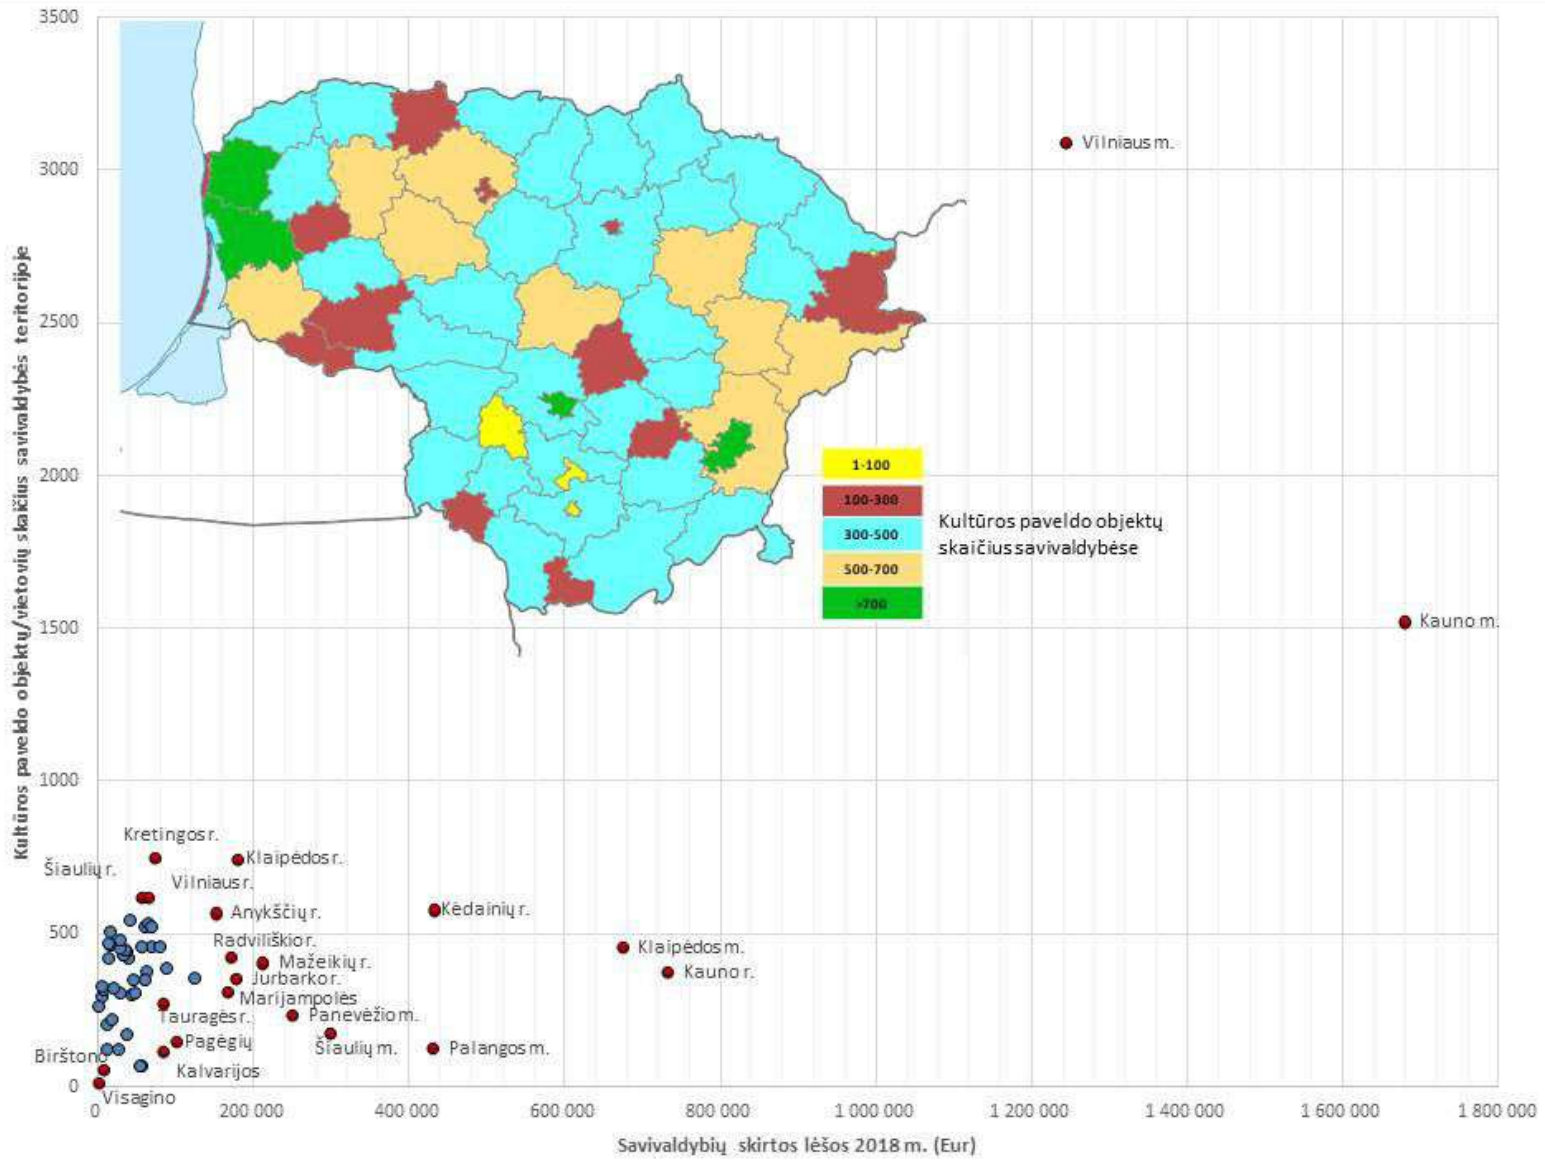 3500
3000
2500
2000
1500
1000
500
0
Kultūros paveldo objektų/vietovių skaičius savivaldybės teritorijoje
Vilniaus m.
1-100
100-300
300-500
500-700
>700
Kultūros paveldo objektų
skaičius savivaldybėse
Kauno m.
Kretingos r.
Klaipėdos r.
Šiaulių r.
Vilniaus r.
Anykščių r.
Kėdainių r.
Radviliškio r.
Klaipėdos m.
Mažeikių r.
Kauno r.
Jurbarko r.
Marijampolės
Tauragės r.
Panevėžio m.
Pagėgių
Šiaulių m.
Palangos m.
Birštono
Kalvarijos
Visagino
0
200 000
400 000
600 000
800 000
1 000 000
1 200 000
1 400 000
1 600 000
1 800 000
Savivaldybių skirtos lėšos 2018 m. (Eur)